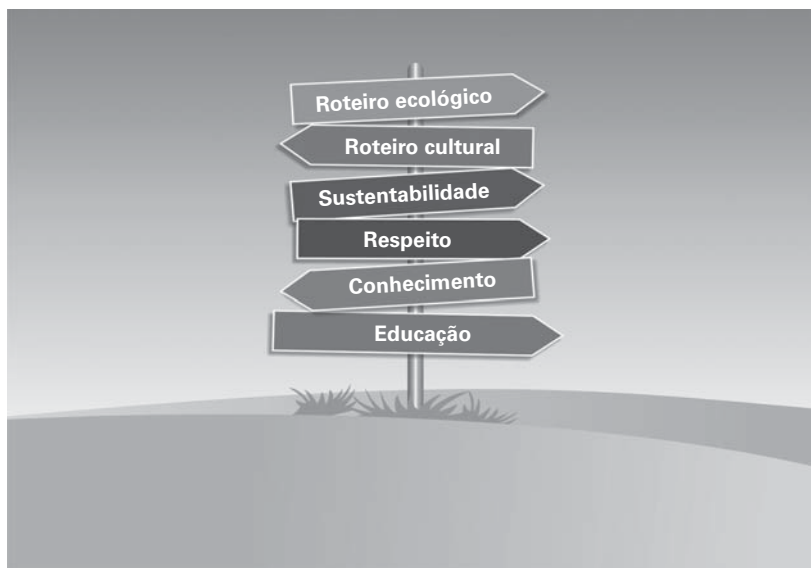 Roteiro ecológico
Roteiro cultural
Sustentabilidade
Respeito
Conhecimento
Educação